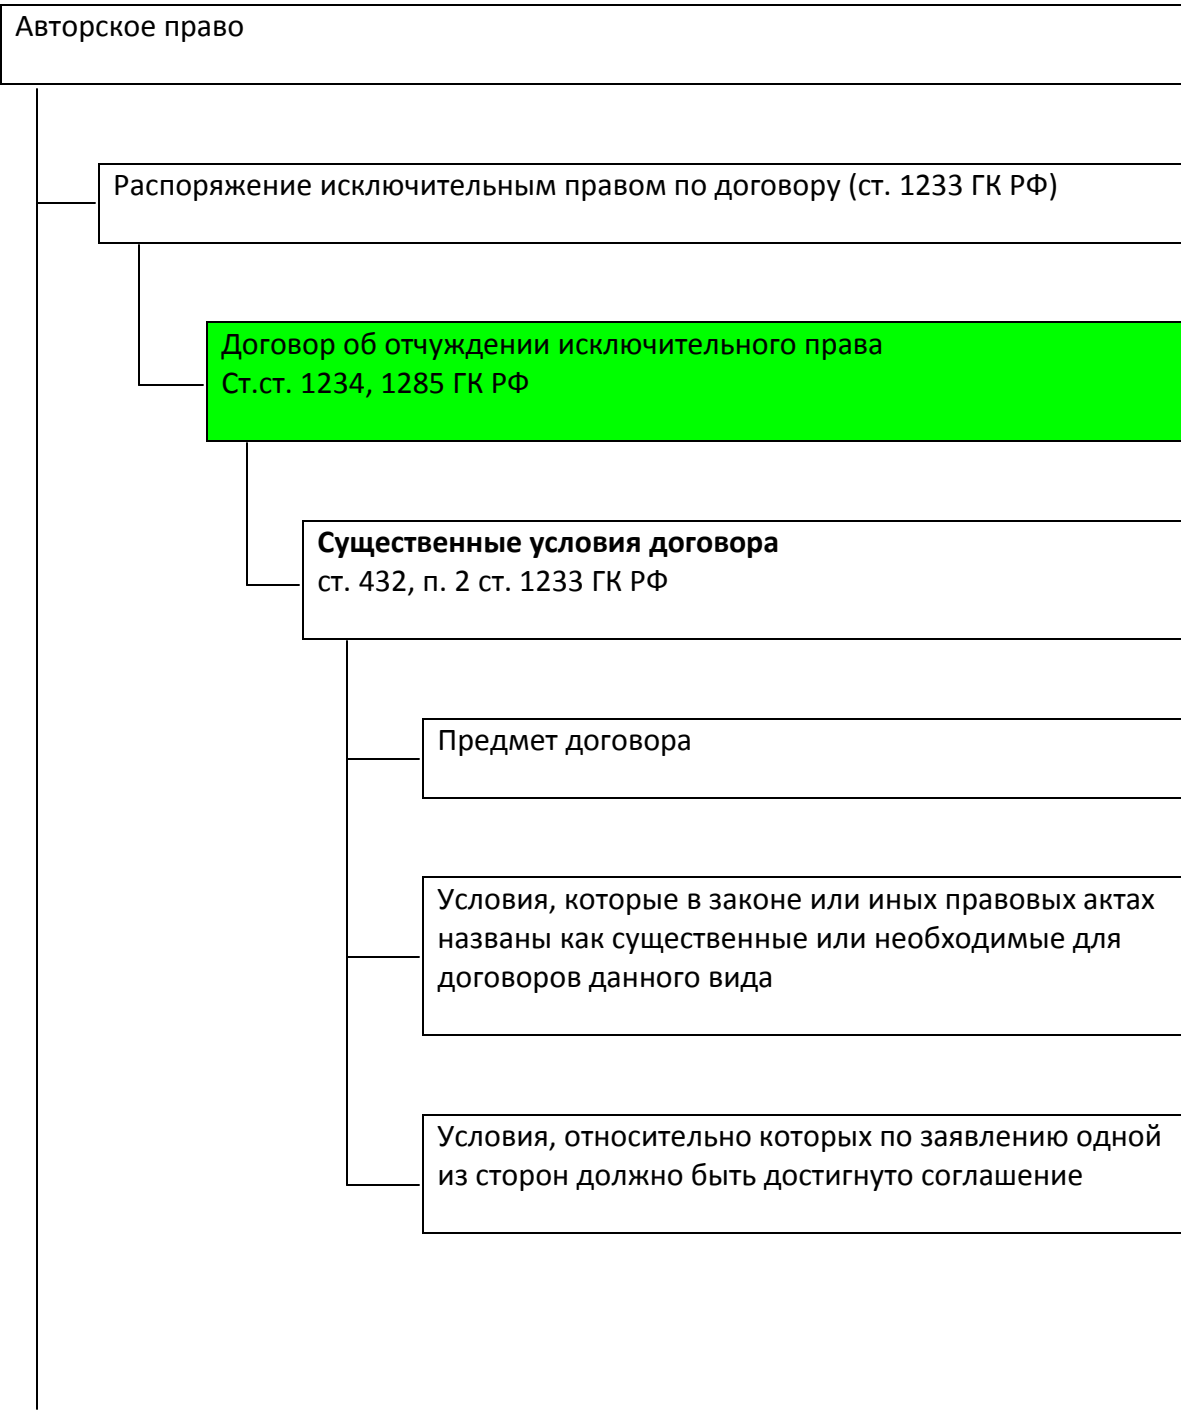 Авторское право
Распоряжение исключительным правом по договору (ст. 1233 ГК РФ)
Договор об отчуждении исключительного права
Ст.ст. 1234, 1285 ГК РФ
Существенные условия договора
ст. 432, п. 2 ст. 1233 ГК РФ
Предмет договора
Условия, которые в законе или иных правовых актах
названы как существенные или необходимые для
договоров данного вида
Условия, относительно которых по заявлению одной
из сторон должно быть достигнуто соглашение